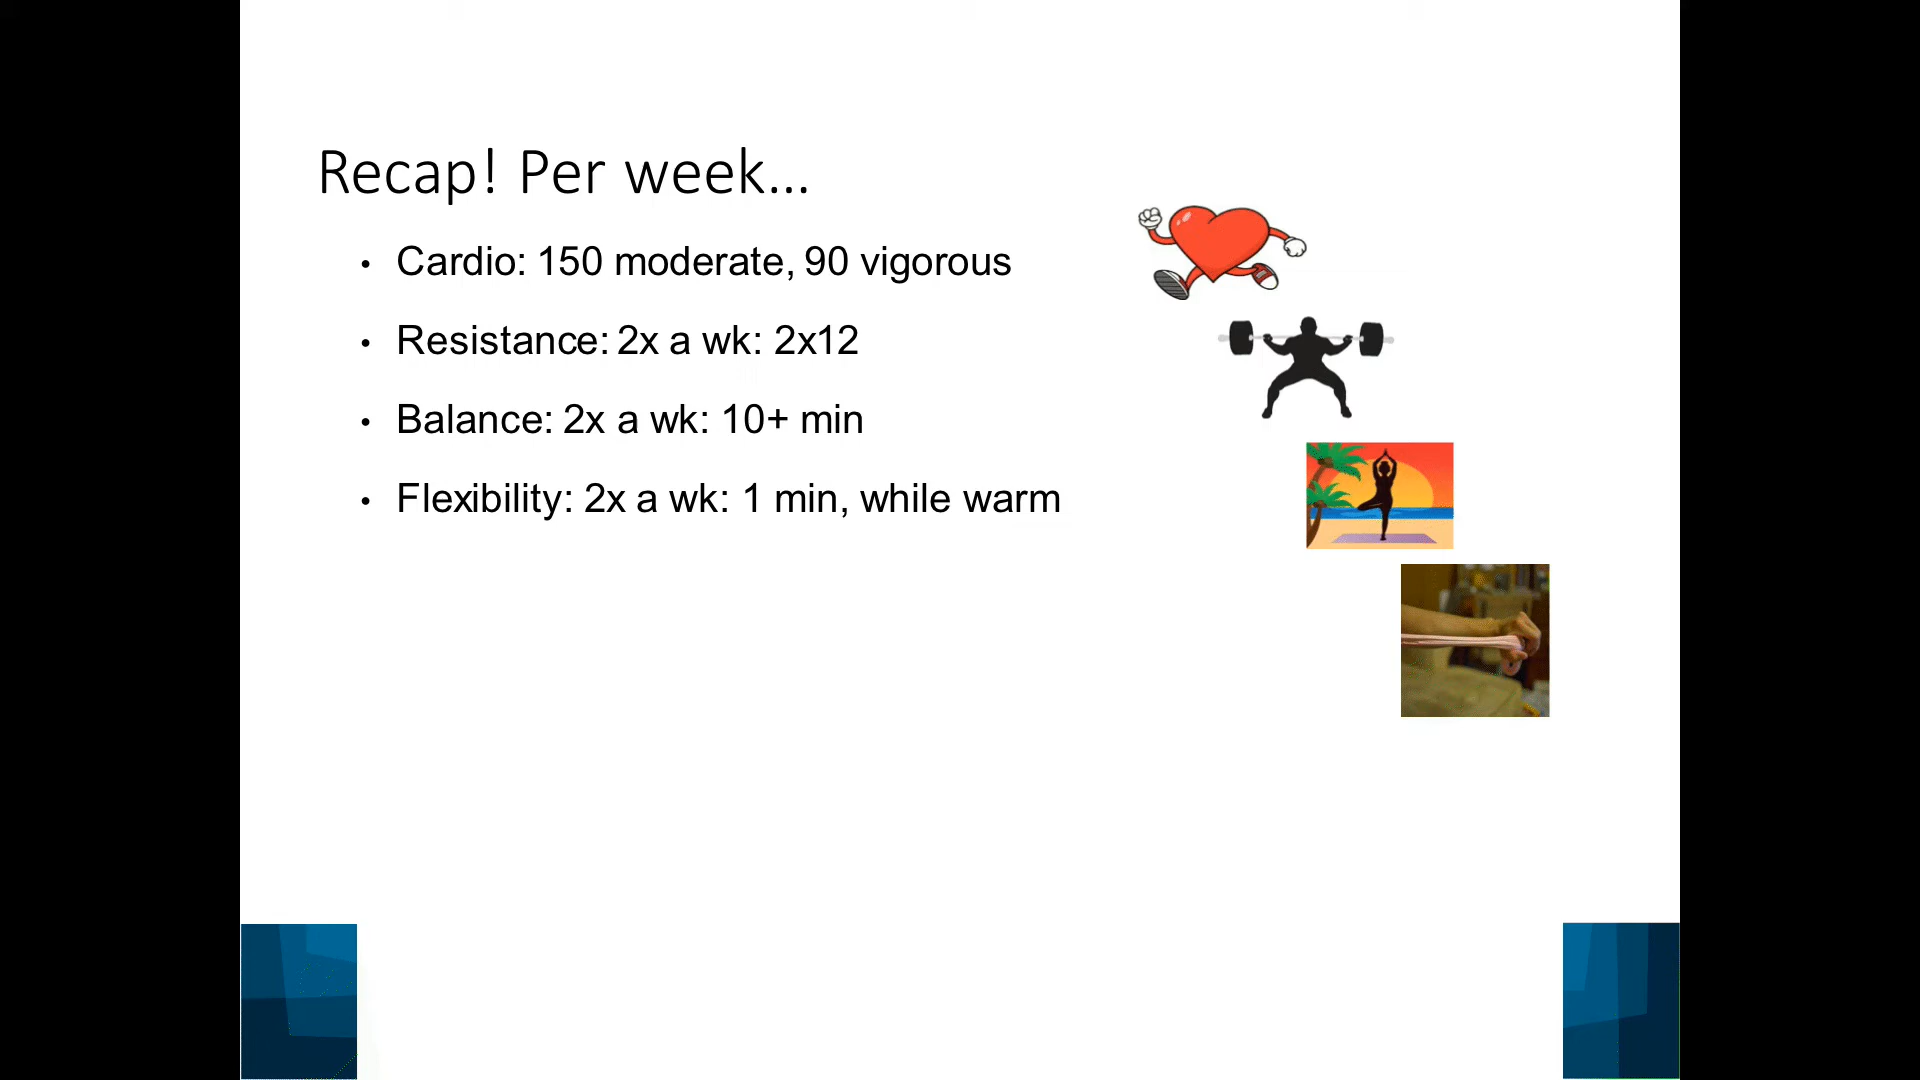 Recap! Per week...
• Cardio: 150 moderate, 90 vigorous
• Resistance: 2x a wk: 2x12
• Balance: 2x a wk: 10+ min
• Flexibility: 2x a wk: 1 min, while warm